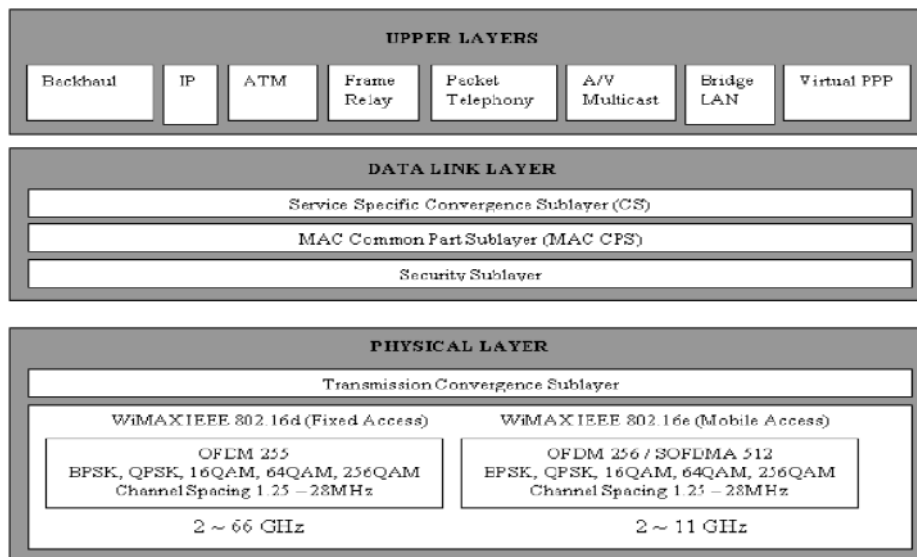 UPPER LAYERS
Backhaul
IP
ATM
Frame
Relay
Packet
Telephony
A/V
Multicast
Bridge
LAN
Virtual PPP
DATA LINK LAYER
Service Specific Convergence Sublayer (CS)
MAC Common Part Sublayer (MAC CPS)
Security Sublayer
PHYSICAL LAYER
Transmission Convergence Sublayer
WiMAX IEEE 802.16d (Fixed Access)
OFDM 255
BPSK, QPSK, 16QAM, 64QAM, 256QAM
Channel Spacing 1.25 – 28MHz
2 ~ 66 GHz
WiMAX IEEE 802.16e (Mobile Access)
OFDM 256 / SOFDMA 512
BPSK, QPSK, 16QAM, 64QAM, 256QAM
Channel Spacing 1.25 – 28MHz
2 ~ 11 GHz